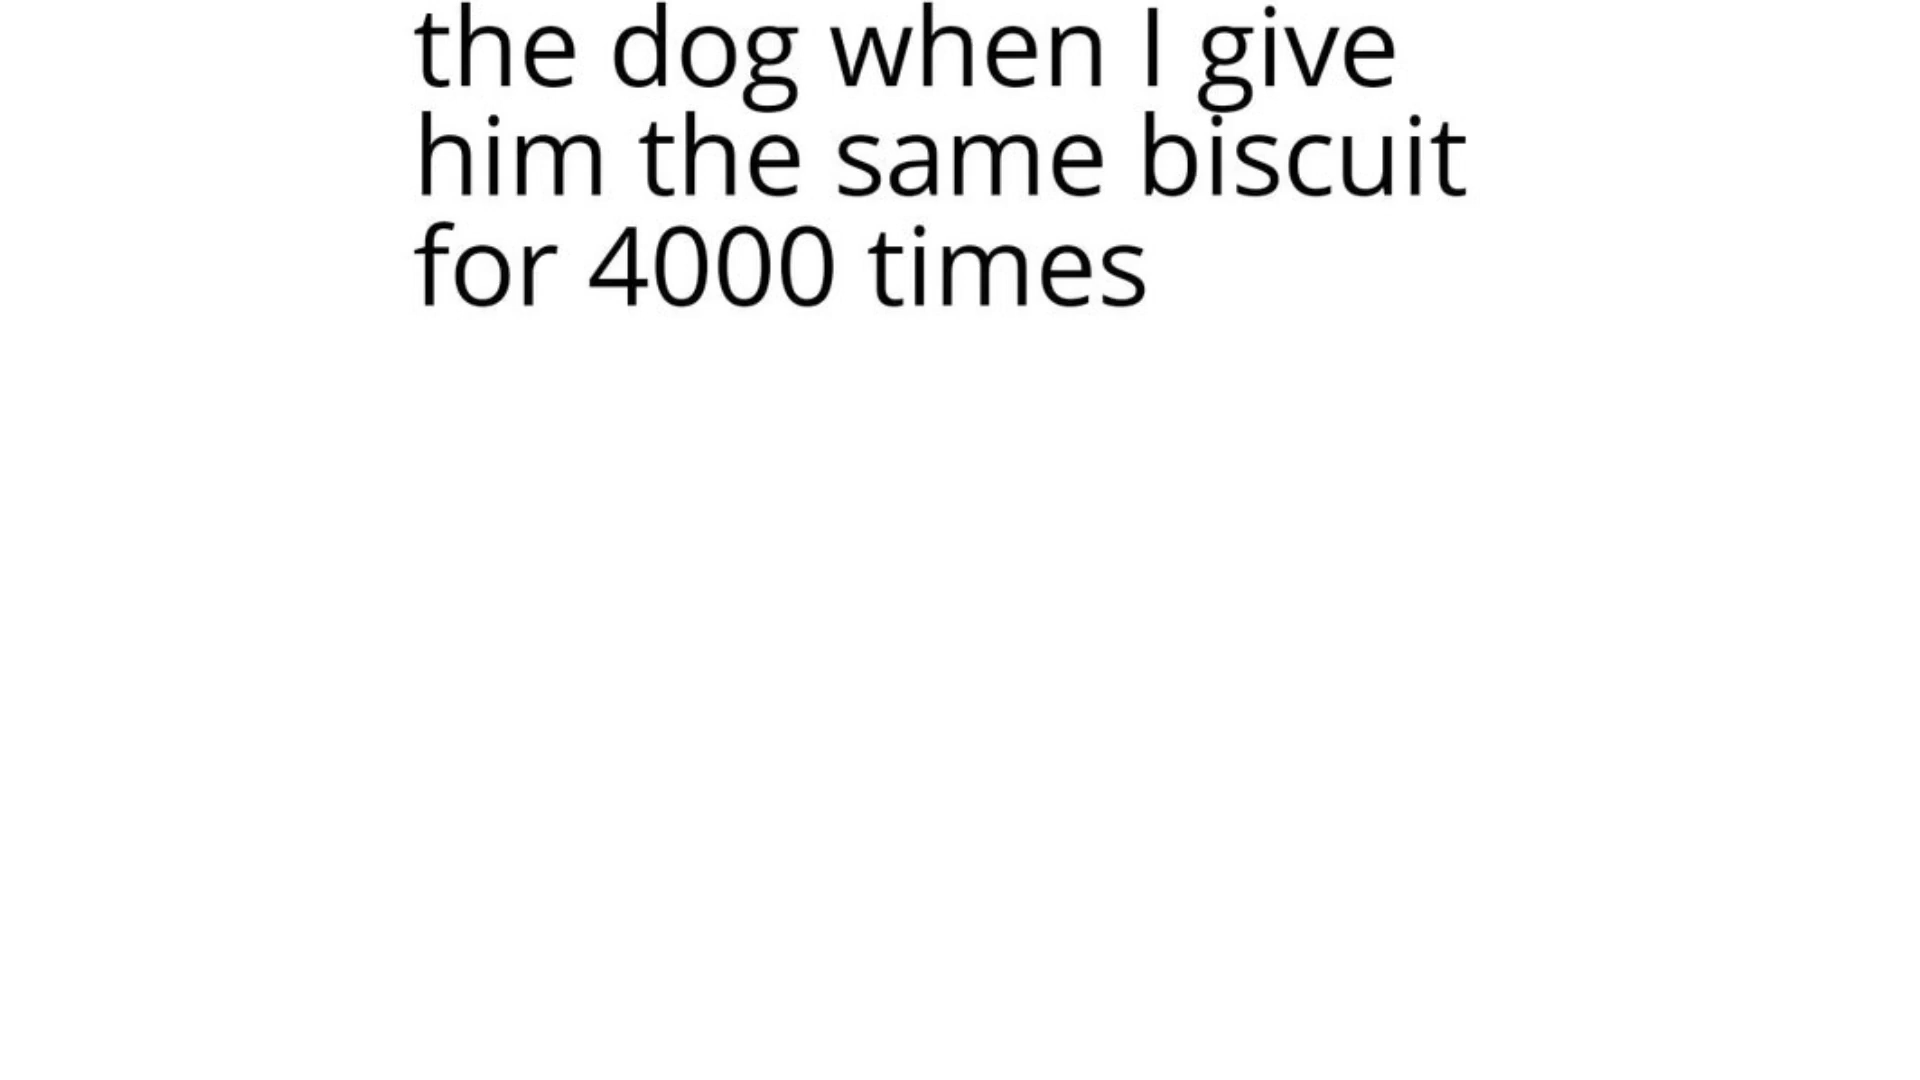 the dog when I give
him the same biscuit
for 4000 times